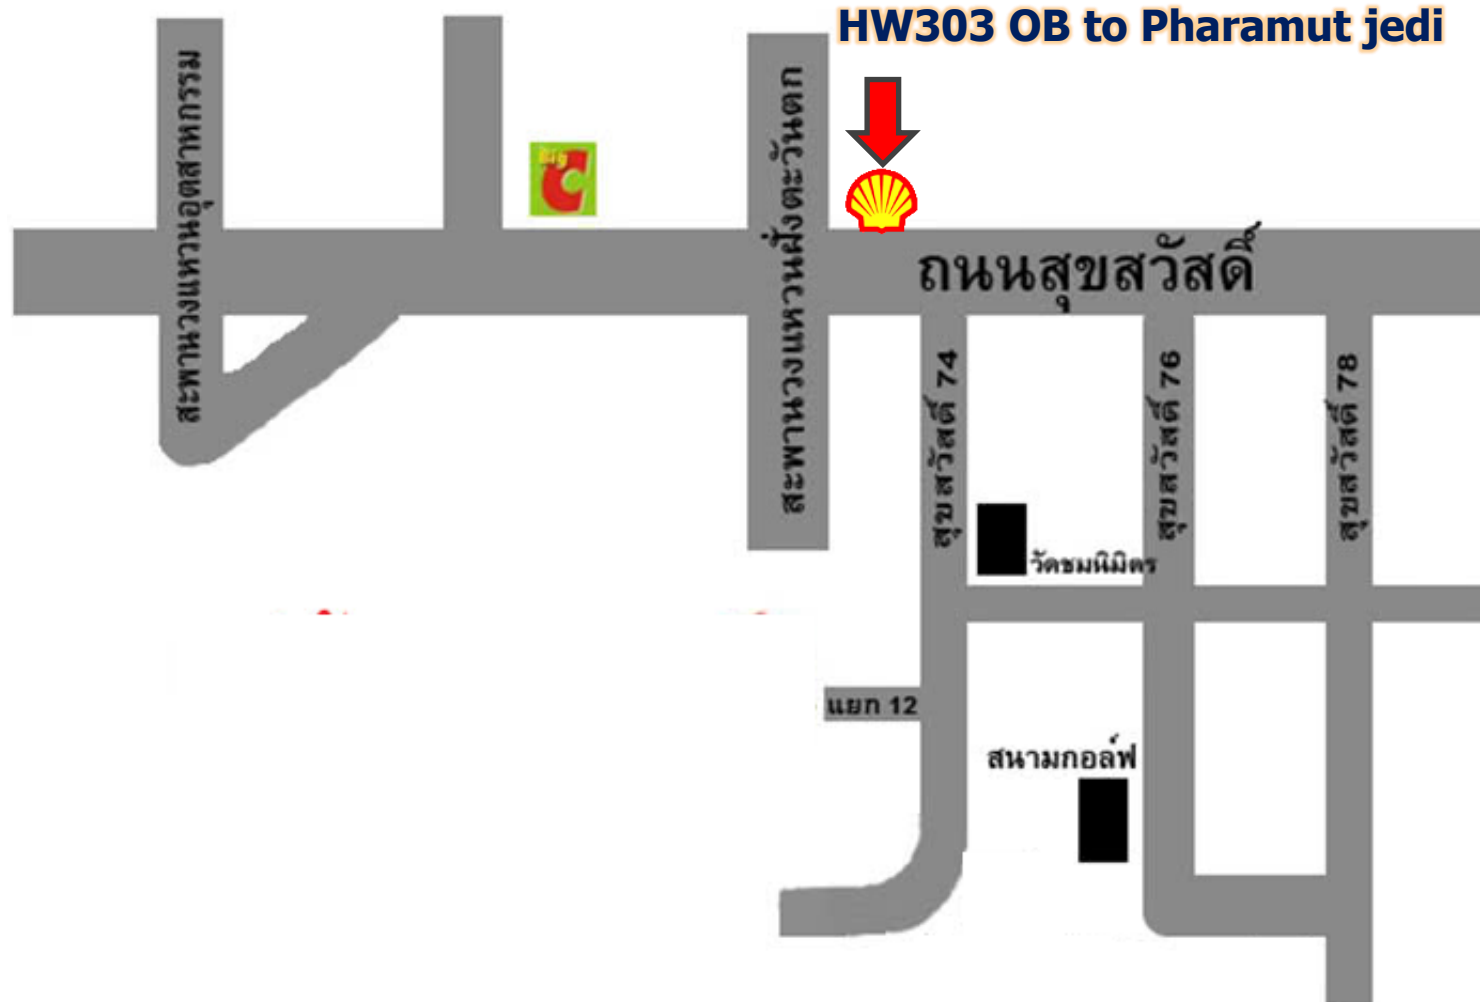 HW303 OB to Pharamut jedi
สะพานวงแหวนอุตสาหกรรม
Big C
สะพานวงแหวนฝั่งตะวันตก
ถนนสุขสวัสดิ์
สุขสวัสดิ์ 74
สุขสวัสดิ์ 76
สุขสวัสดิ์ 78
วัดชมนิมิตร
แยก 12
สนามกอล์ฟ